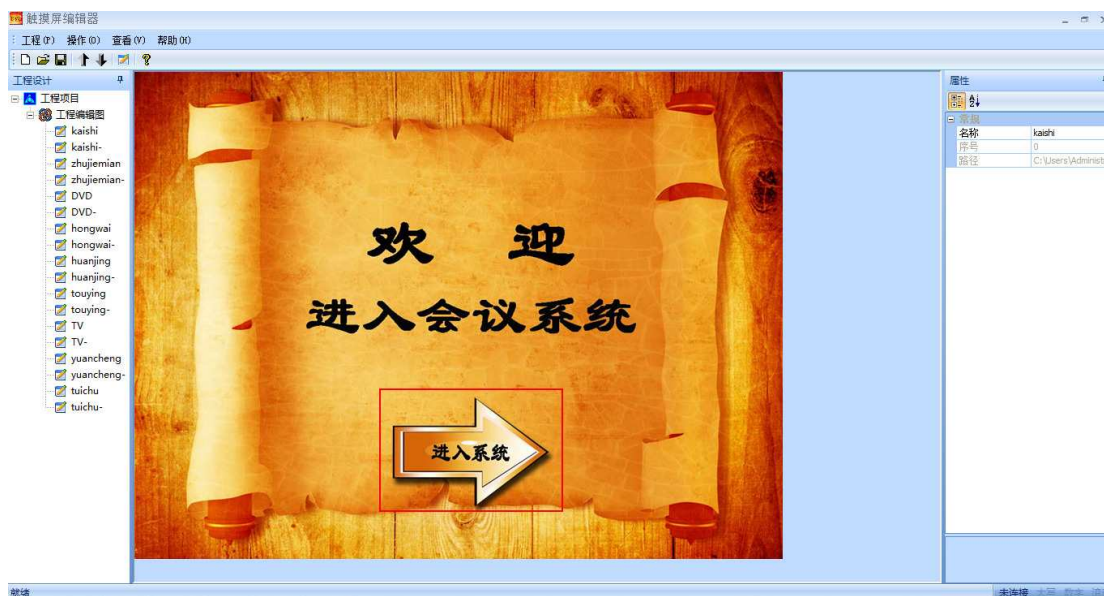 触摸屏编辑器
工程(P) 操作(O) 查看(V) 帮助(H)
工程设计
工程项目
工程编辑图
kaishi
kaishi-
zhujiemian
zhujiemian-
DVD
DVD-
hongwai
hongwai-
huanjing
huanjing-
touying
touying-
TV
TV-
yuancheng
yuancheng-
tuichu
tuichu-
欢 迎
进入会议系统
进入系统
属性
常规
名称 kaishi
序号 0
路径 C:\Users\Administ
就绪
未连接 大写 数字